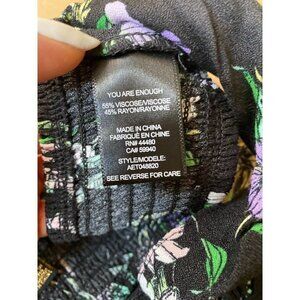 YOU ARE ENOUGH
55% VISCOSE/VISCOSE
45% RAYON/RAYONNE
MADE IN CHINA
FABRIQUÉ EN CHINE
RN# 44480
CA# 59940
STYLE/MODELE:
AET048820
SEE REVERSE FOR CARE